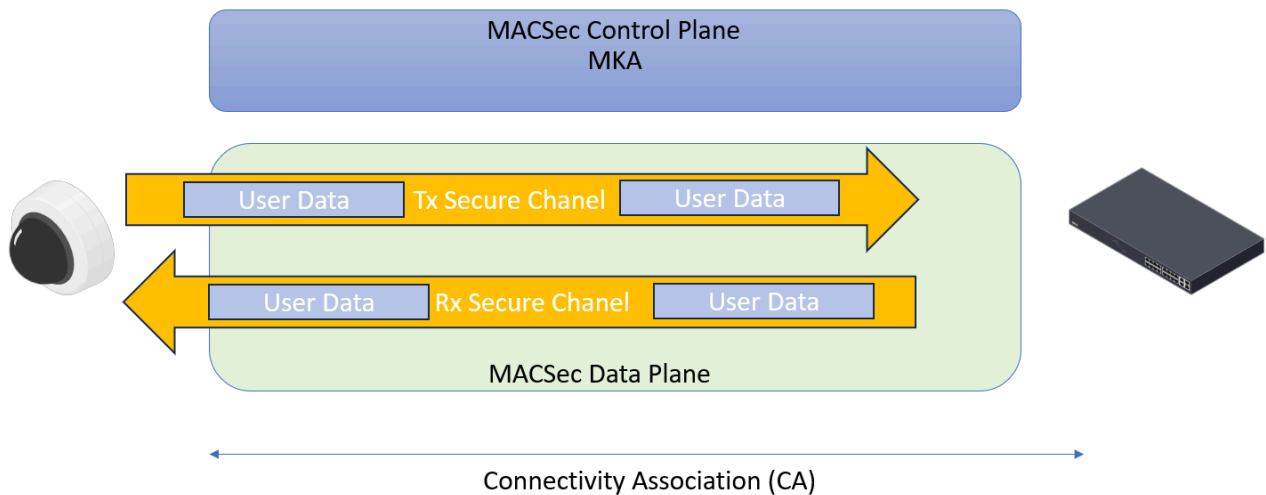 MACSec Control Plane
MKA
User Data Tx Secure Chanel User Data
User Data Rx Secure Chanel User Data
MACSec Data Plane
Connectivity Association (CA)